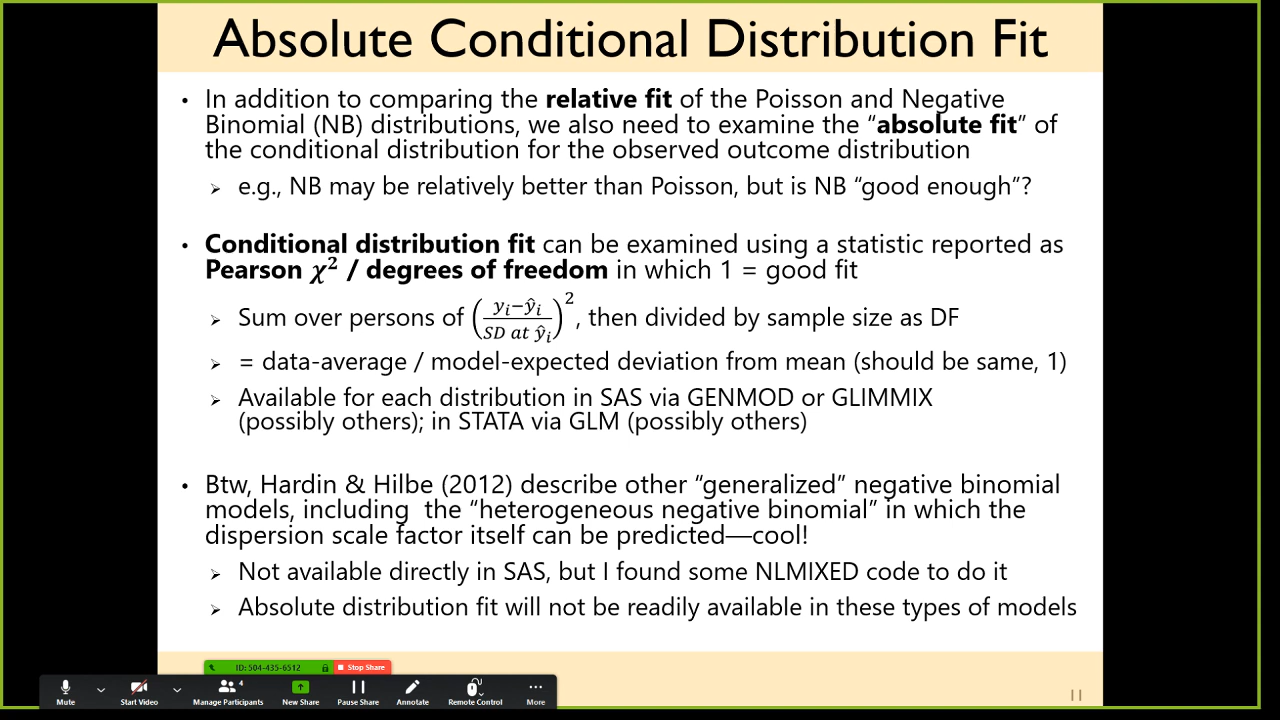 Absolute Conditional Distribution Fit
• In addition to comparing the relative fit of the Poisson and Negative
Binomial (NB) distributions, we also need to examine the “absolute fit” of
the conditional distribution for the observed outcome distribution
➢ e.g., NB may be relatively better than Poisson, but is NB “good enough”?
• Conditional distribution fit can be examined using a statistic reported as
Pearson χ² / degrees of freedom in which 1 = good fit
➢ Sum over persons of ((yᵢ−ŷᵢ)/(SD at ŷᵢ))², then divided by sample size as DF
➢ = data-average / model-expected deviation from mean (should be same, 1)
➢ Available for each distribution in SAS via GENMOD or GLIMMIX
(possibly others); in STATA via GLM (possibly others)
• Btw, Hardin & Hilbe (2012) describe other “generalized” negative binomial
models, including  the “heterogeneous negative binomial” in which the
dispersion scale factor itself can be predicted—cool!
➢ Not available directly in SAS, but I found some NLMIXED code to do it
➢ Absolute distribution fit will not be readily available in these types of models
ID: 504-435-6512 Stop Share
4
Mute Start Video Manage Participants New Share Pause Share Annotate Remote Control More
11